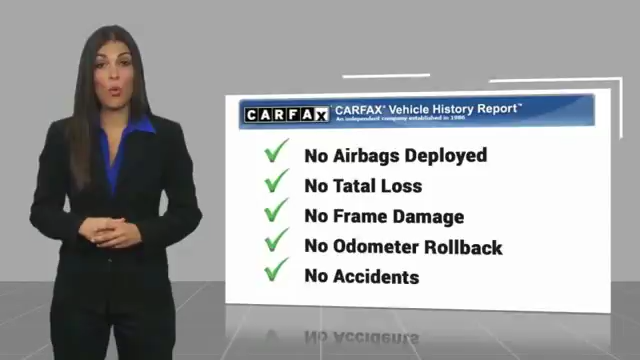 CARFAX CARFAX Vehicle History Report™
An independent company established in 1986
No Airbags Deployed
No Tatal Loss
No Frame Damage
No Odometer Rollback
No Accidents